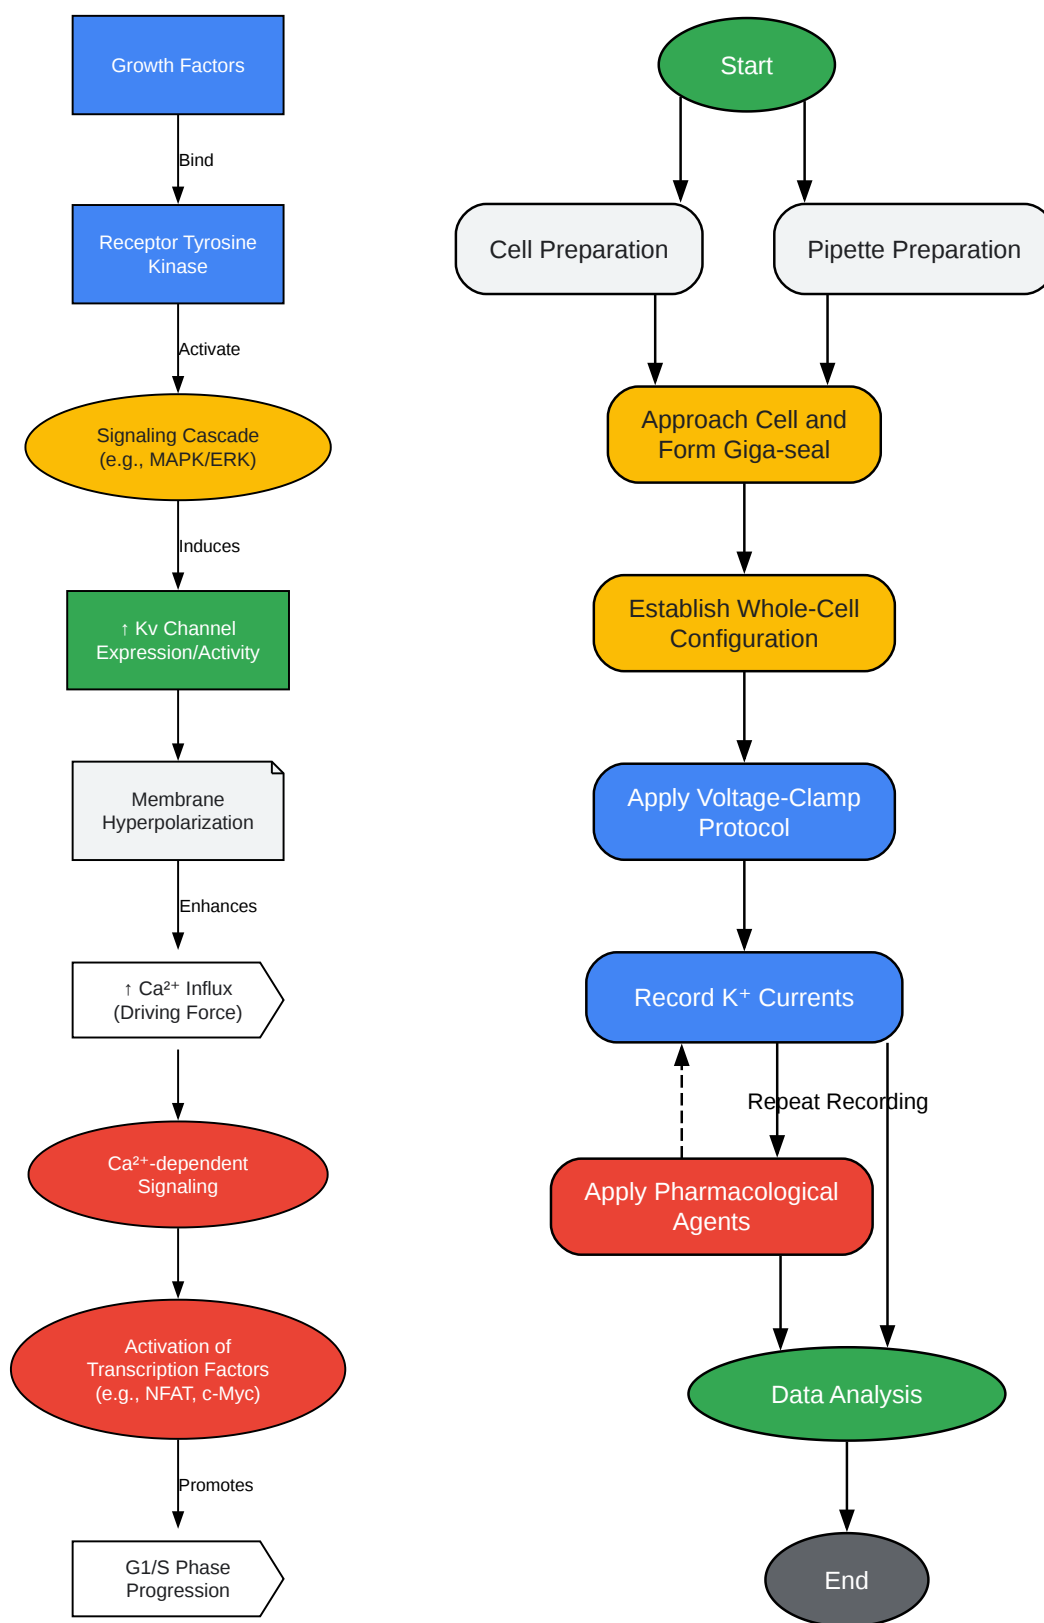 Growth Factors
Bind
Receptor Tyrosine
Kinase
Activate
Signaling Cascade
(e.g., MAPK/ERK)
Induces
↑ Kv Channel
Expression/Activity
Membrane
Hyperpolarization
Enhances
↑ Ca²⁺ Influx
(Driving Force)
Ca²⁺-dependent
Signaling
Activation of
Transcription Factors
(e.g., NFAT, c-Myc)
Promotes
G1/S Phase
Progression
Start
Cell Preparation
Pipette Preparation
Approach Cell and
Form Giga-seal
Establish Whole-Cell
Configuration
Apply Voltage-Clamp
Protocol
Record K⁺ Currents
Repeat Recording
Apply Pharmacological
Agents
Data Analysis
End